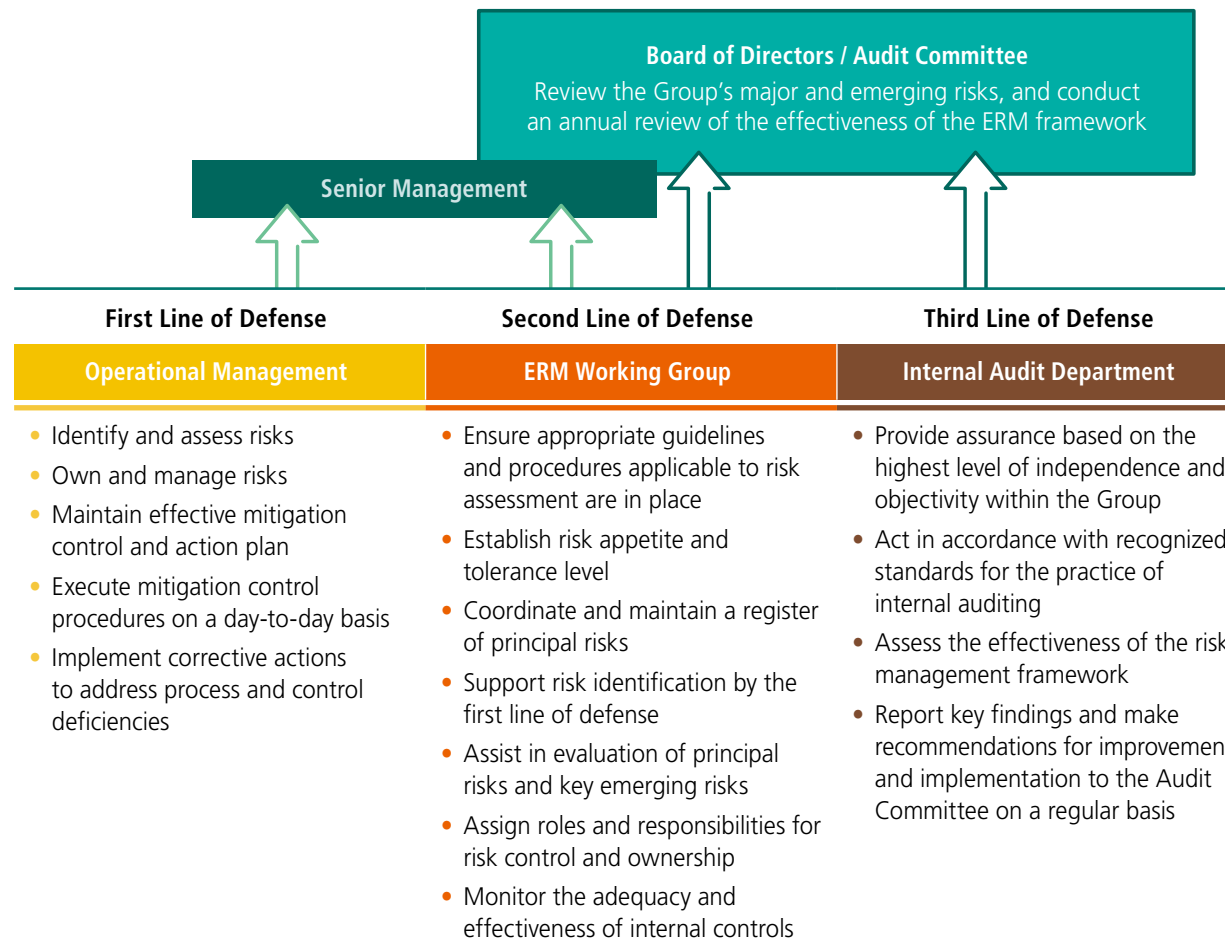 Board of Directors / Audit Committee
Review the Group's major and emerging risks, and conduct
an annual review of the effectiveness of the ERM framework
Senior Management
First Line of Defense
Operational Management
• Identify and assess risks
• Own and manage risks
• Maintain effective mitigation
control and action plan
• Execute mitigation control
procedures on a day-to-day basis
• Implement corrective actions
to address process and control
deficiencies
Second Line of Defense
ERM Working Group
• Ensure appropriate guidelines
and procedures applicable to risk
assessment are in place
• Establish risk appetite and
tolerance level
• Coordinate and maintain a register
of principal risks
• Support risk identification by the
first line of defense
• Assist in evaluation of principal
risks and key emerging risks
• Assign roles and responsibilities for
risk control and ownership
• Monitor the adequacy and
effectiveness of internal controls
Third Line of Defense
Internal Audit Department
• Provide assurance based on the
highest level of independence and
objectivity within the Group
• Act in accordance with recognized
standards for the practice of
internal auditing
• Assess the effectiveness of the risk
management framework
• Report key findings and make
recommendations for improvemen
and implementation to the Audit
Committee on a regular basis